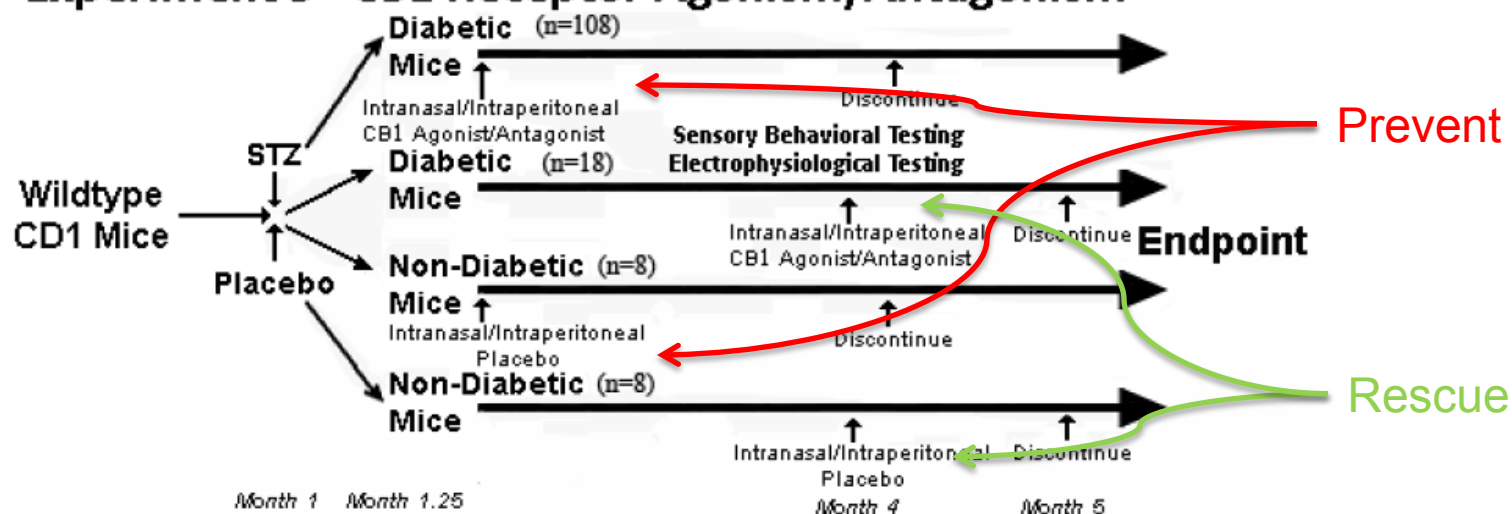 Diabetic (n=108)
Mice
Intranasal/Intraperitoneal
CB1 Agonist/Antagonist
Discontinue
Prevent
STZ
Sensory Behavioral Testing
Electrophysiological Testing
Diabetic (n=18)
Mice
Wildtype
CD1 Mice
Intranasal/Intraperitoneal
CB1 Agonist/Antagonist
Discontinue
Endpoint
Placebo
Non-Diabetic (n=8)
Mice
Intranasal/Intraperitoneal
Placebo
Discontinue
Non-Diabetic (n=8)
Mice
Rescue
Intranasal/Intraperitoneal
Placebo
Discontinue
Month 1 Month 1.25 Month 4 Month 5